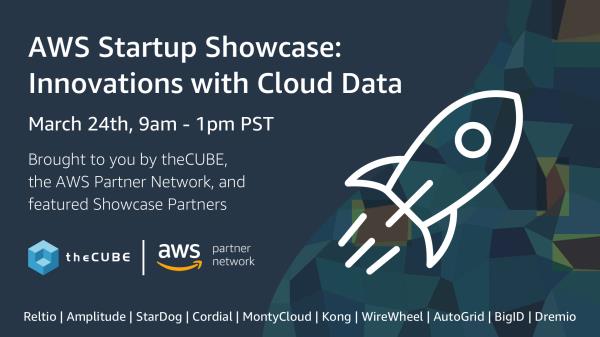 AWS Startup Showcase:
Innovations with Cloud Data
March 24th, 9am - 1pm PST
Brought to you by theCUBE,
the AWS Partner Network, and
featured Showcase Partners
theCUBE
aws
partner
network
Reltio | Amplitude | StarDog | Cordial | MontyCloud | Kong | WireWheel | AutoGrid | BigID | Dremio